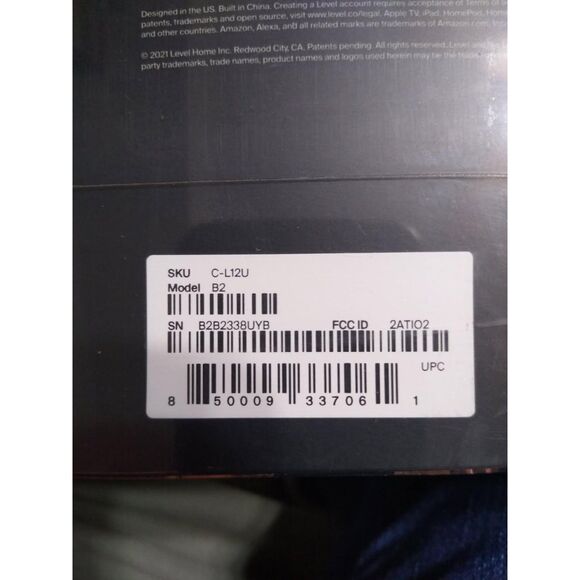 Designed in the US. Built in China. Creating a Level account requires acceptance of Terms of
patents, trademarks and open source, visit www.level.co/legal. Apple TV, iPad, HomePod,
and other countries. Amazon, Alexa, and all related marks are trademarks of Amazon.com,
© 2021 Level Home Inc. Redwood City, CA. Patents pending. All rights reserved. Level and
party trademarks, trade names, product names and logos used herein may be the
SKU C-L12U
Model B2
SN B2B2338UYB FCC ID 2ATIO2
UPC
8 50009 33706 1